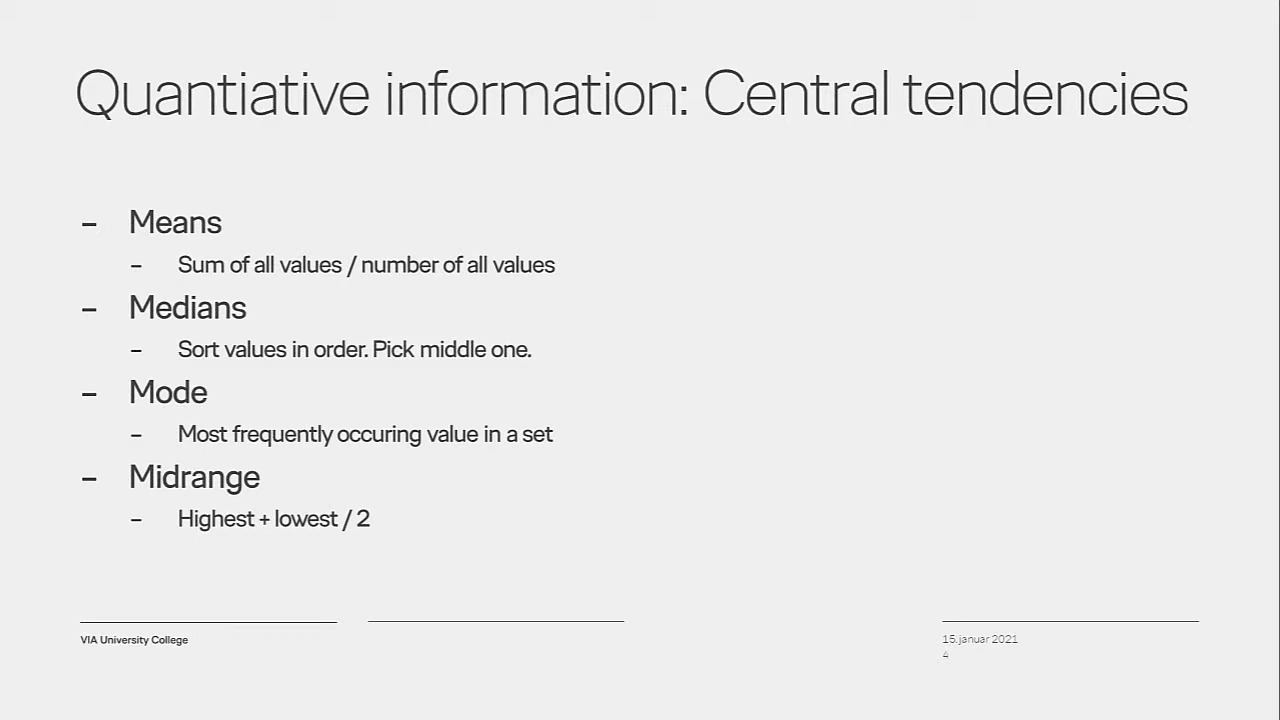 Quantiative information: Central tendencies
– Means
– Sum of all values / number of all values
– Medians
– Sort values in order. Pick middle one.
– Mode
– Most frequently occuring value in a set
– Midrange
– Highest + lowest / 2
VIA University College
15. januar 2021
4